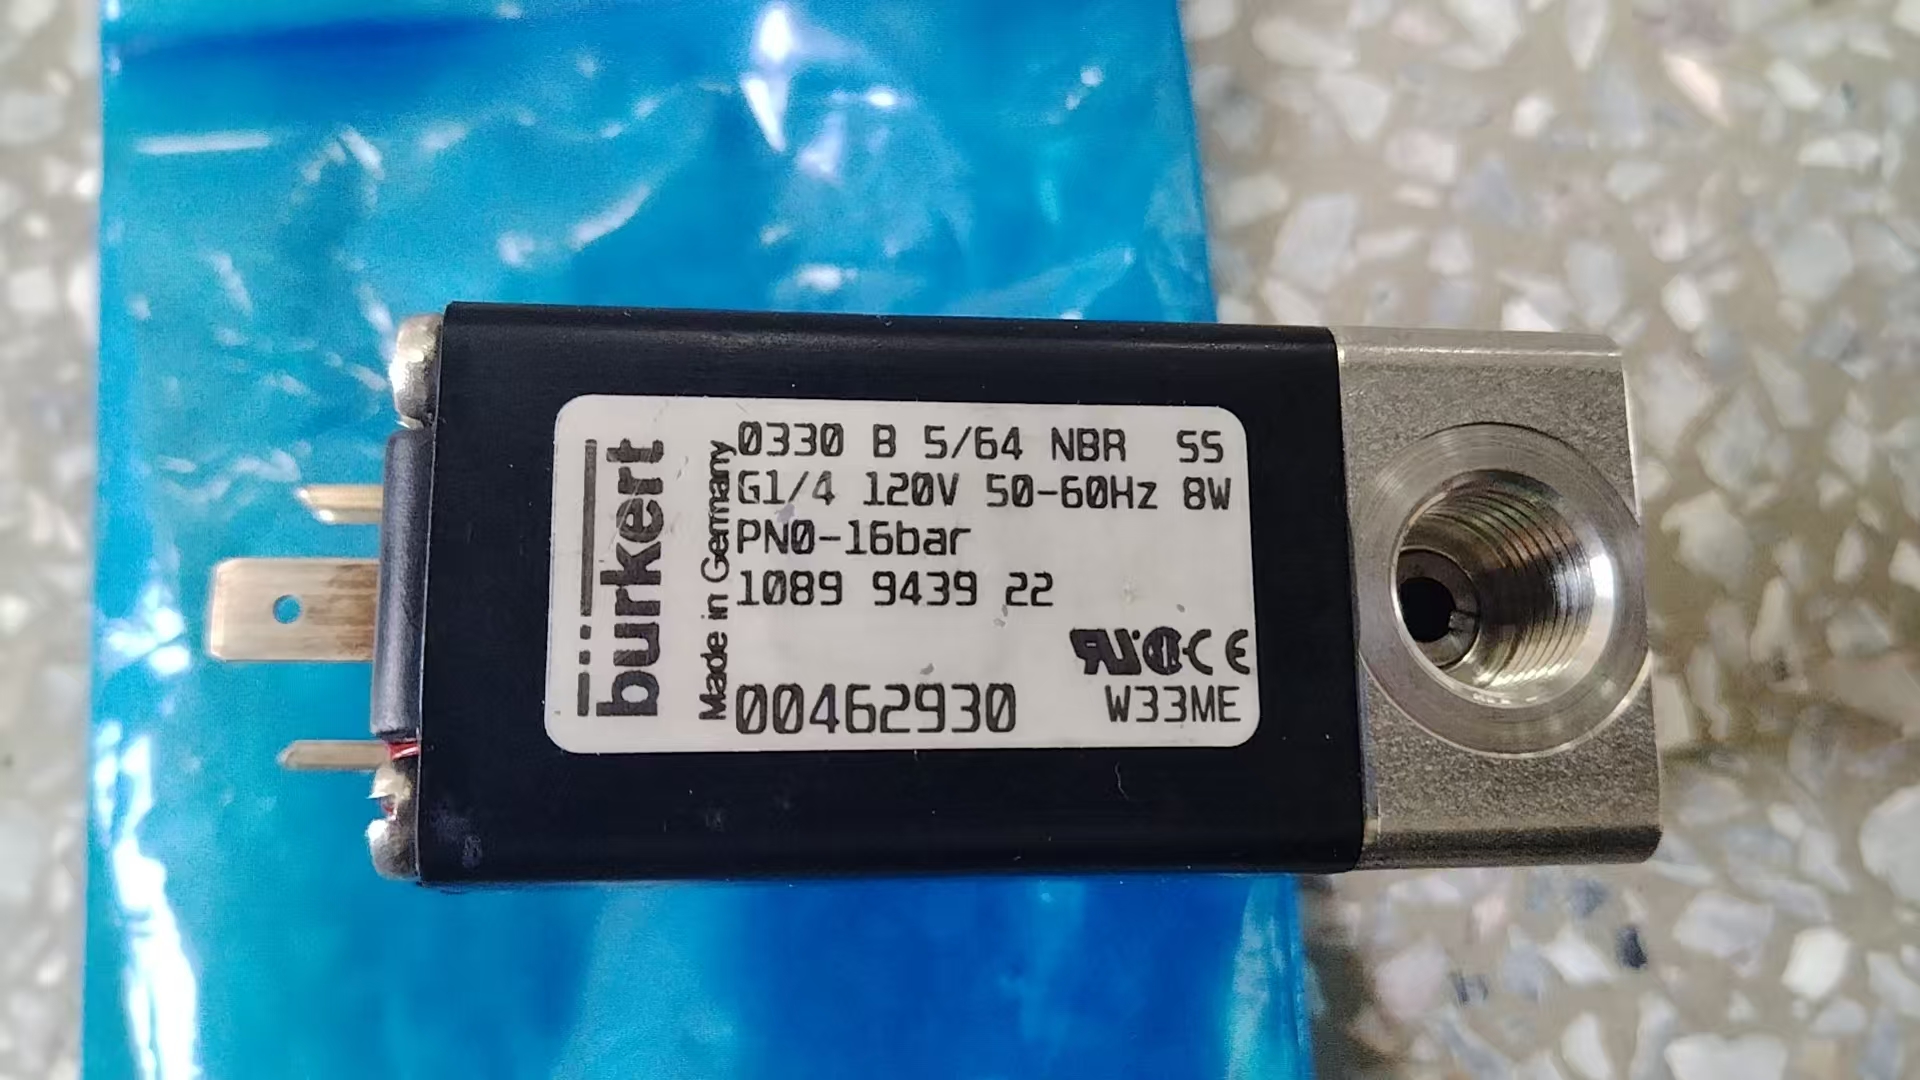 burkert
Made in Germany
0330 B 5/64 NBR SS
G1/4 120V 50-60Hz 8W
PN0-16bar
1089 9439 22
CE
00462930 W33ME